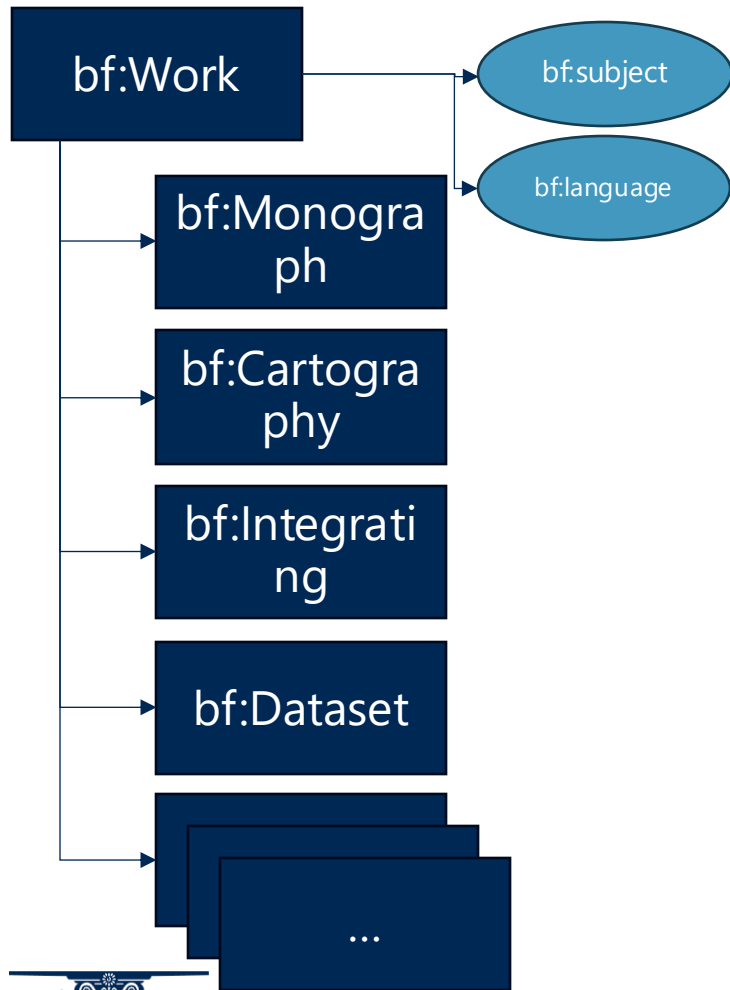 bf:Work
bf:subject
bf:language
bf:Monogra
ph
bf:Cartogra
phy
bf:Integrati
ng
bf:Dataset
...